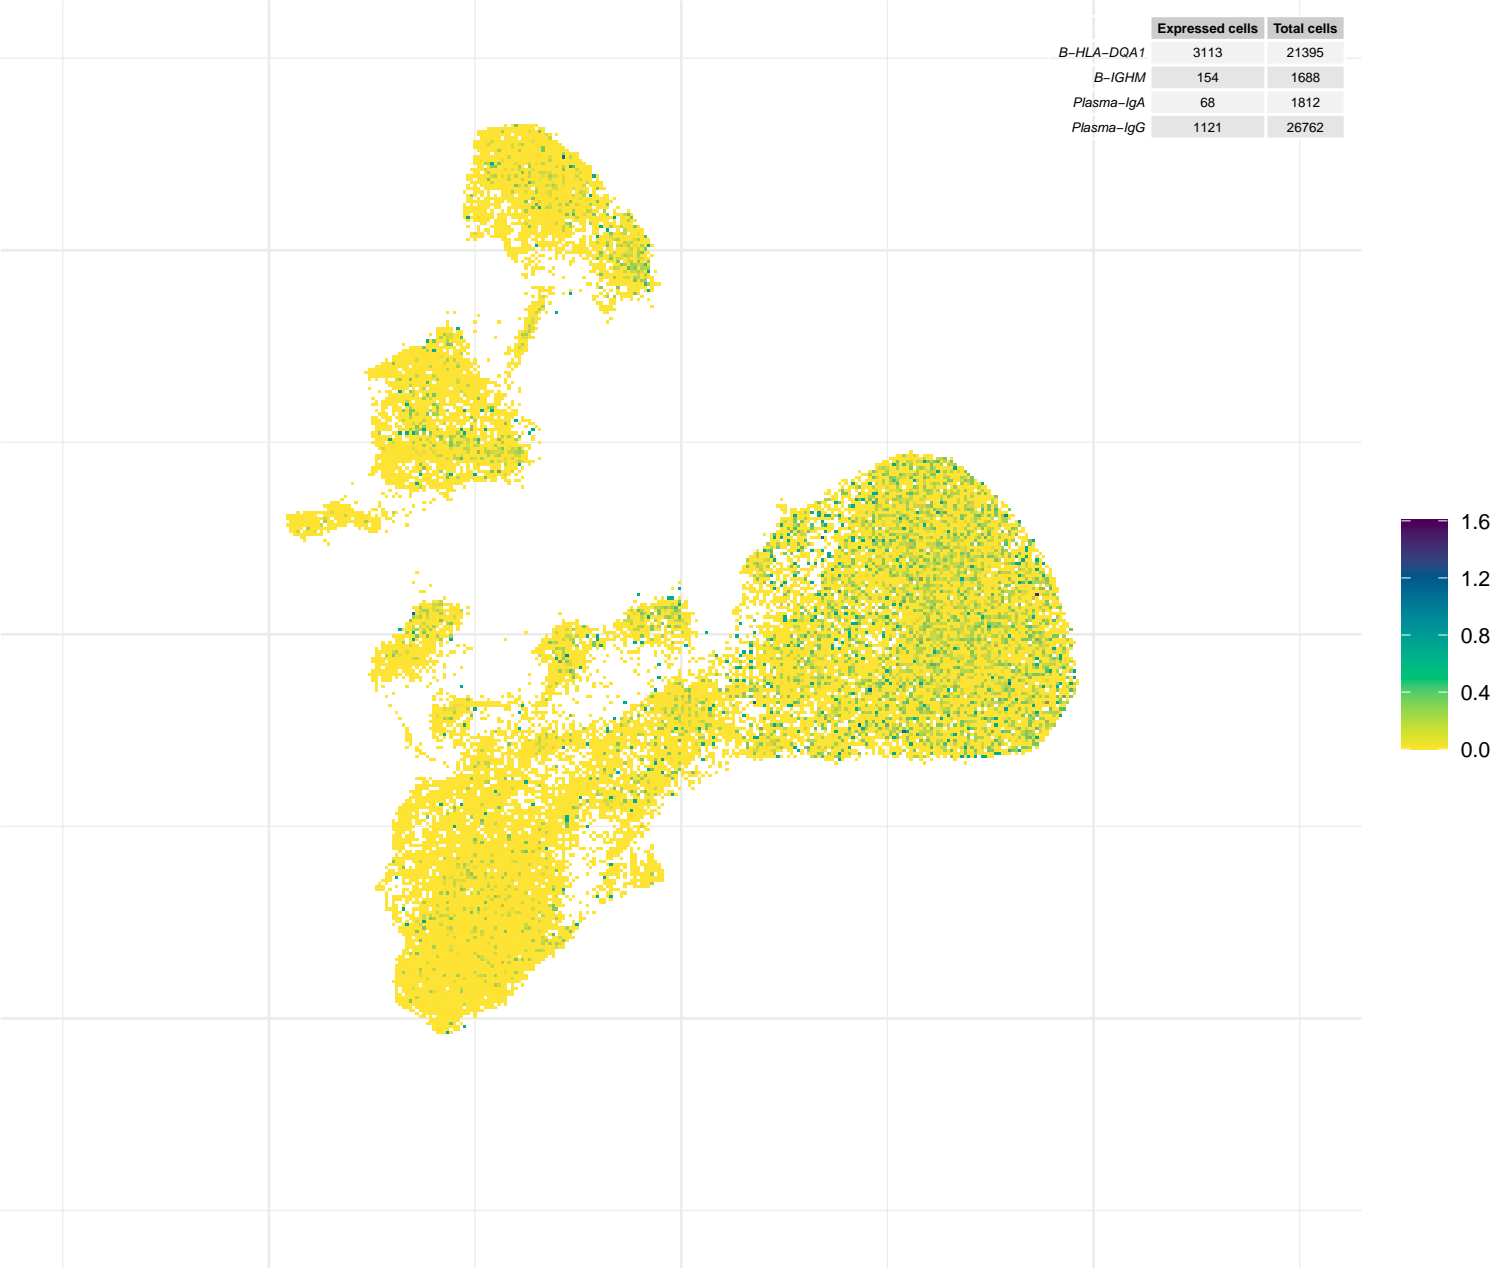 Expressed cells Total cells
B−HLA−DQA1 3113 21395
B−IGHM 154 1688
Plasma−IgA 68 1812
Plasma−IgG 1121 26762
1.6
1.2
0.8
0.4
0.0